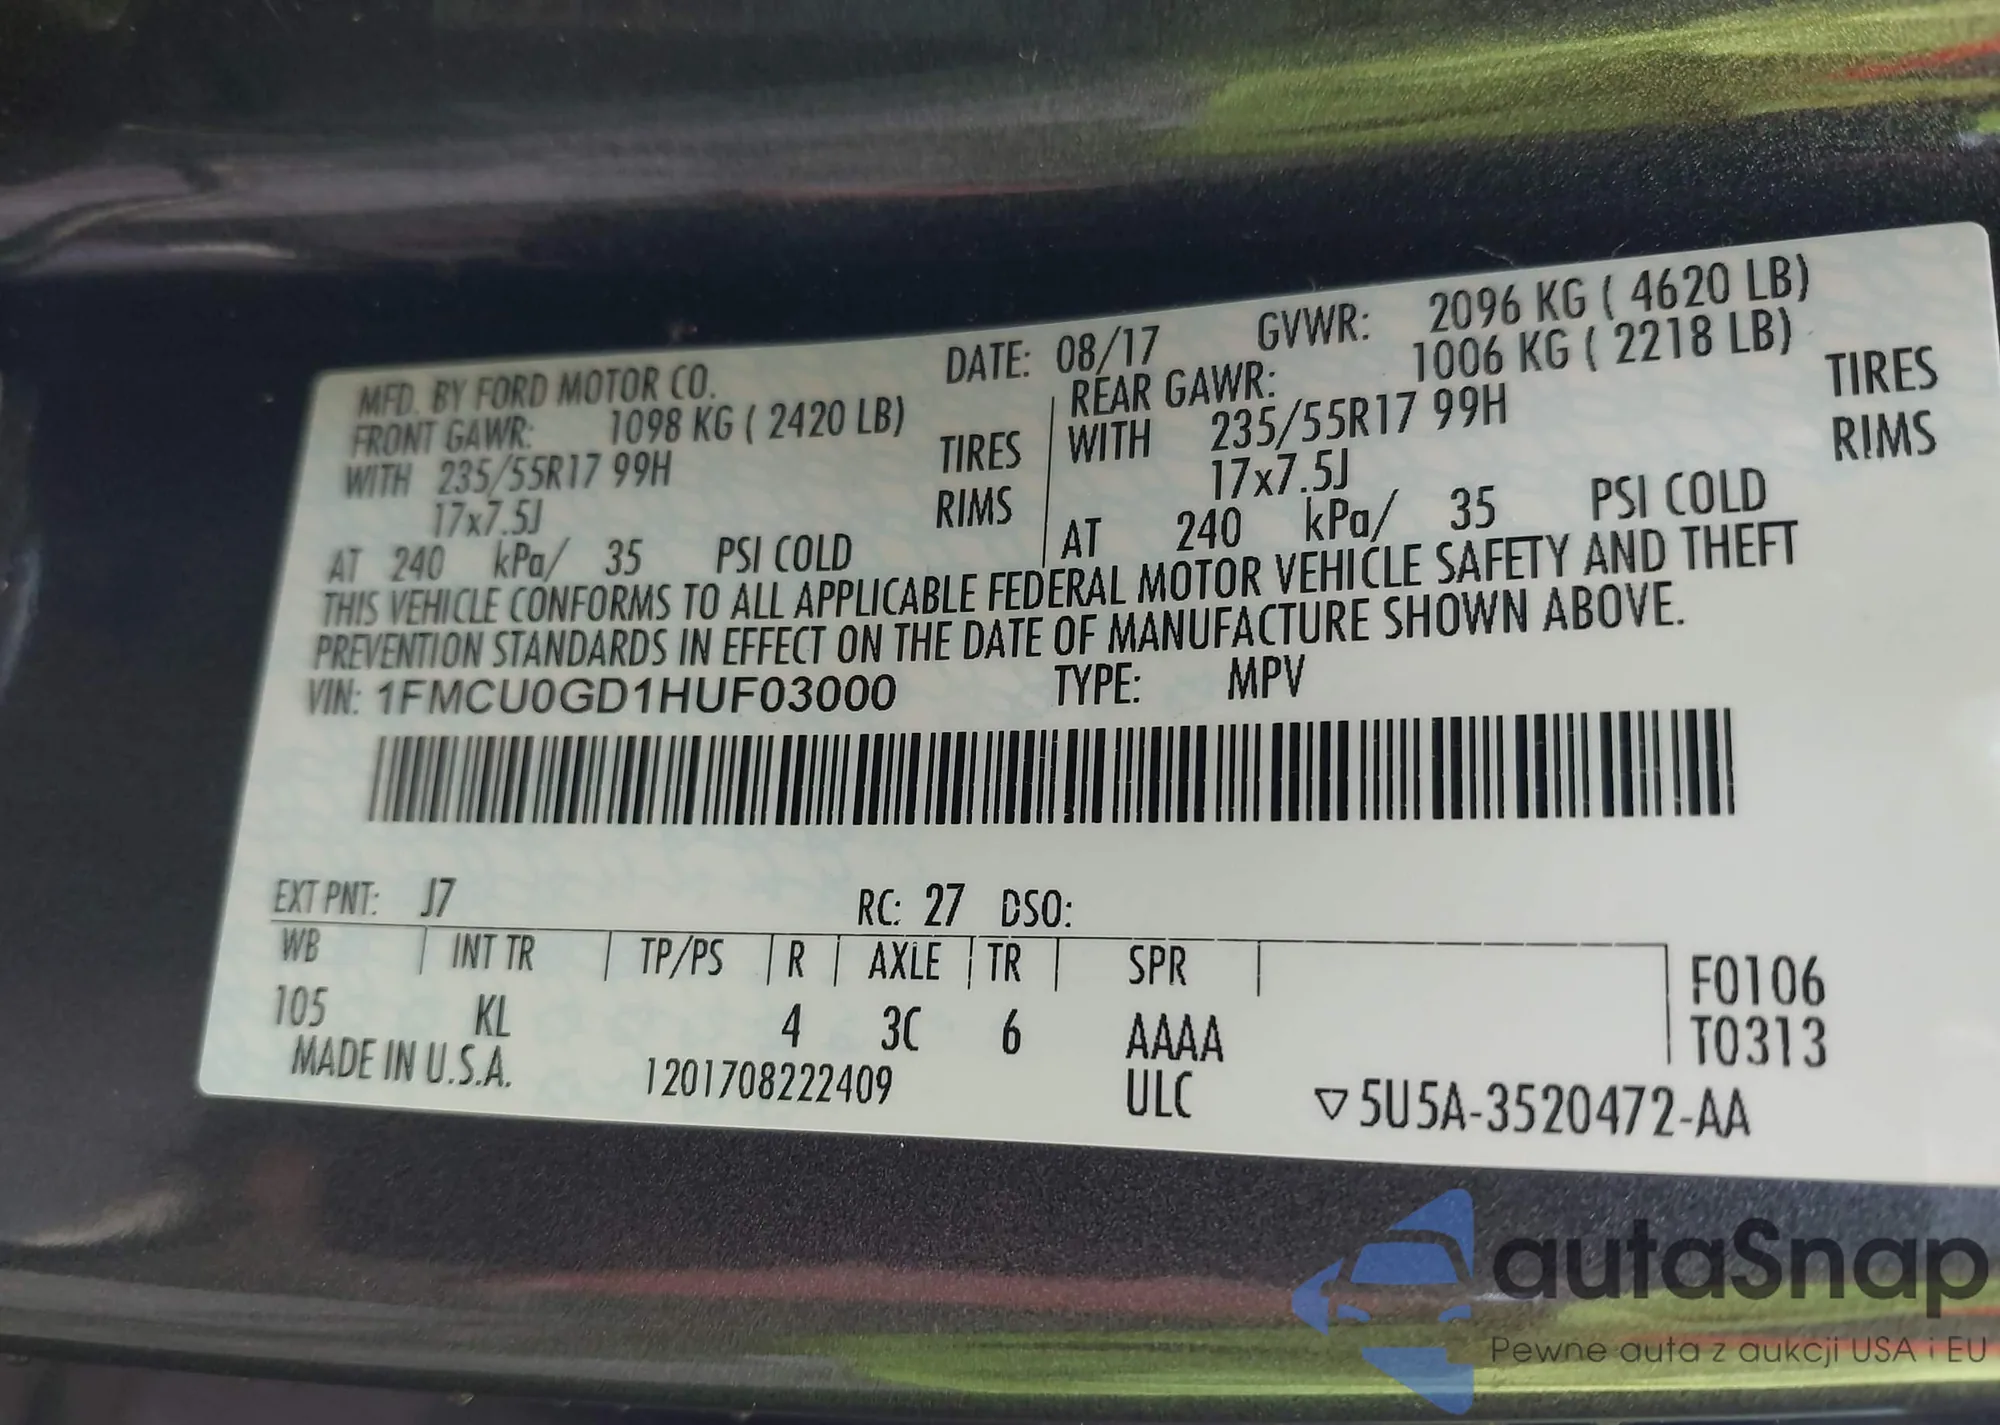 MFD. BY FORD MOTOR CO. DATE: 08/17 GVWR: 2096 KG ( 4620 LB)
FRONT GAWR: 1098 KG ( 2420 LB) REAR GAWR: 1006 KG ( 2218 LB)
WITH 235/55R17 99H TIRES WITH 235/55R17 99H TIRES
17x7.5J RIMS 17x7.5J RIMS
AT 240 kPa/ 35 PSI COLD AT 240 kPa/ 35 PSI COLD
THIS VEHICLE CONFORMS TO ALL APPLICABLE FEDERAL MOTOR VEHICLE SAFETY AND THEFT
PREVENTION STANDARDS IN EFFECT ON THE DATE OF MANUFACTURE SHOWN ABOVE.
VIN: 1FMCU0GD1HUF03000 TYPE: MPV
EXT PNT: J7 RC: 27 DSO:
WB INT TR TP/PS R AXLE TR SPR F0106
105 KL 4 3C 6 AAAA T0313
MADE IN U.S.A. 1201708222409 ULC ▽5U5A-3520472-AA
autaSnap
Pewne auta z aukcji USA i EU